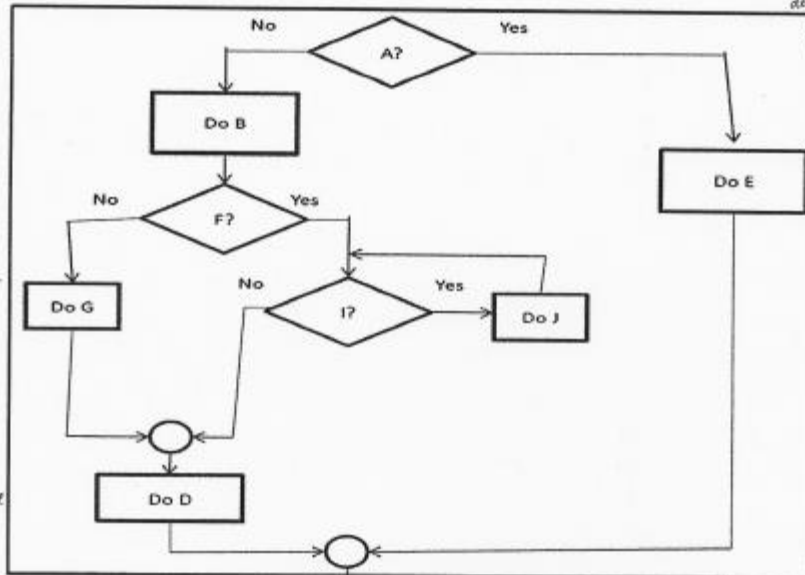 No
A?
Yes
Do B
Do E
No
F?
Yes
No
I?
Yes
Do G
Do J
Do D